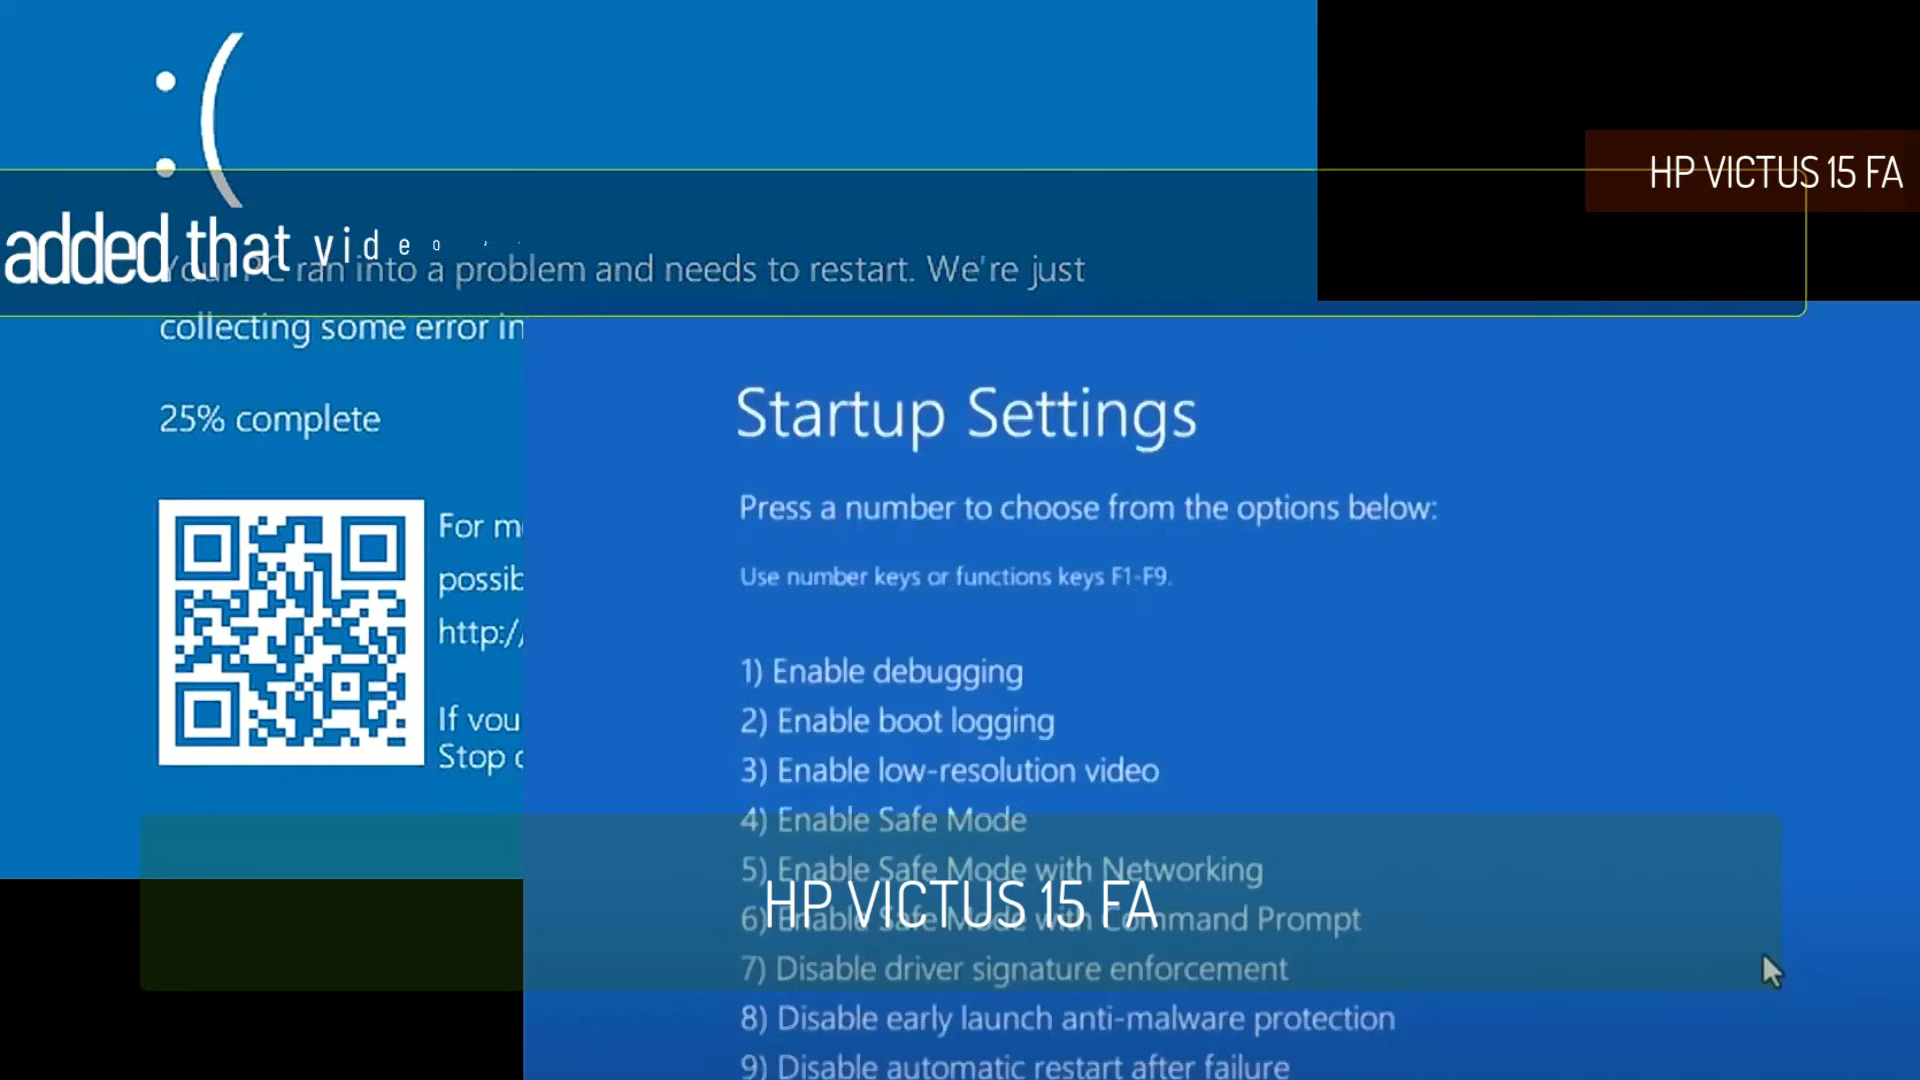 :(
HP VICTUS 15 FA
added that video
Your PC ran into a problem and needs to restart. We're just
collecting some error in
25% complete
For m
possib
http:/
If you
Stop c
Startup Settings
Press a number to choose from the options below:
Use number keys or functions keys F1-F9.
1) Enable debugging
2) Enable boot logging
3) Enable low-resolution video
4) Enable Safe Mode
5) Enable Safe Mode with Networking
HP VICTUS 15 FA
6) Enable Safe Mode with Command Prompt
7) Disable driver signature enforcement
8) Disable early launch anti-malware protection
9) Disable automatic restart after failure